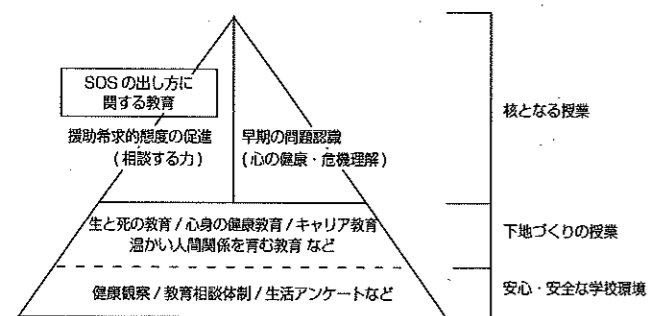 SOSの出し方に
関する教育
援助希求的態度の促進
(相談する力)
早期の問題認識
(心の健康・危機理解)
核となる授業
生と死の教育 / 心身の健康教育 / キャリア教育
温かい人間関係を育む教育 など
下地づくりの授業
健康観察 / 教育相談体制 / 生活アンケートなど
安心・安全な学校環境